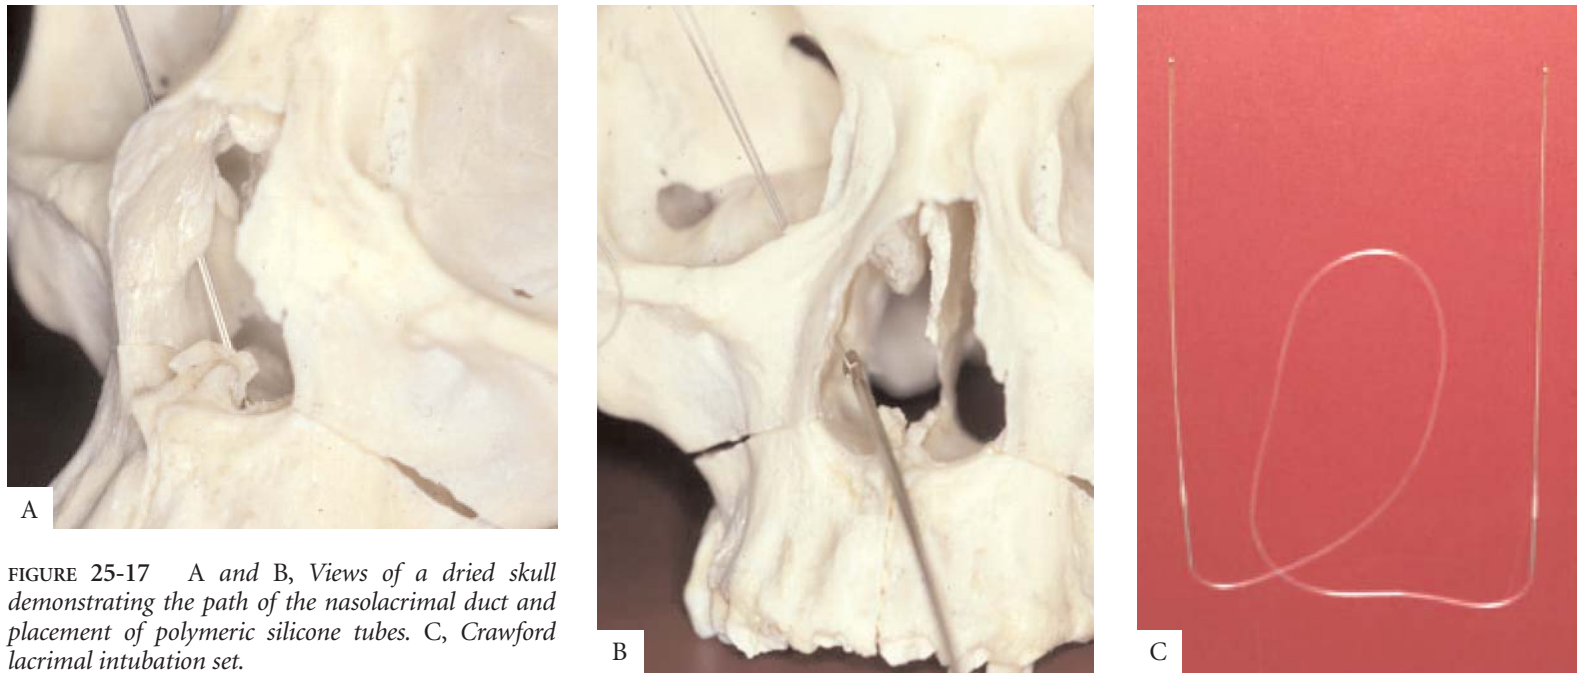 A
FIGURE 25-17 A and B, Views of a dried skull
demonstrating the path of the nasolacrimal duct and
placement of polymeric silicone tubes. C, Crawford
lacrimal intubation set.
B
C